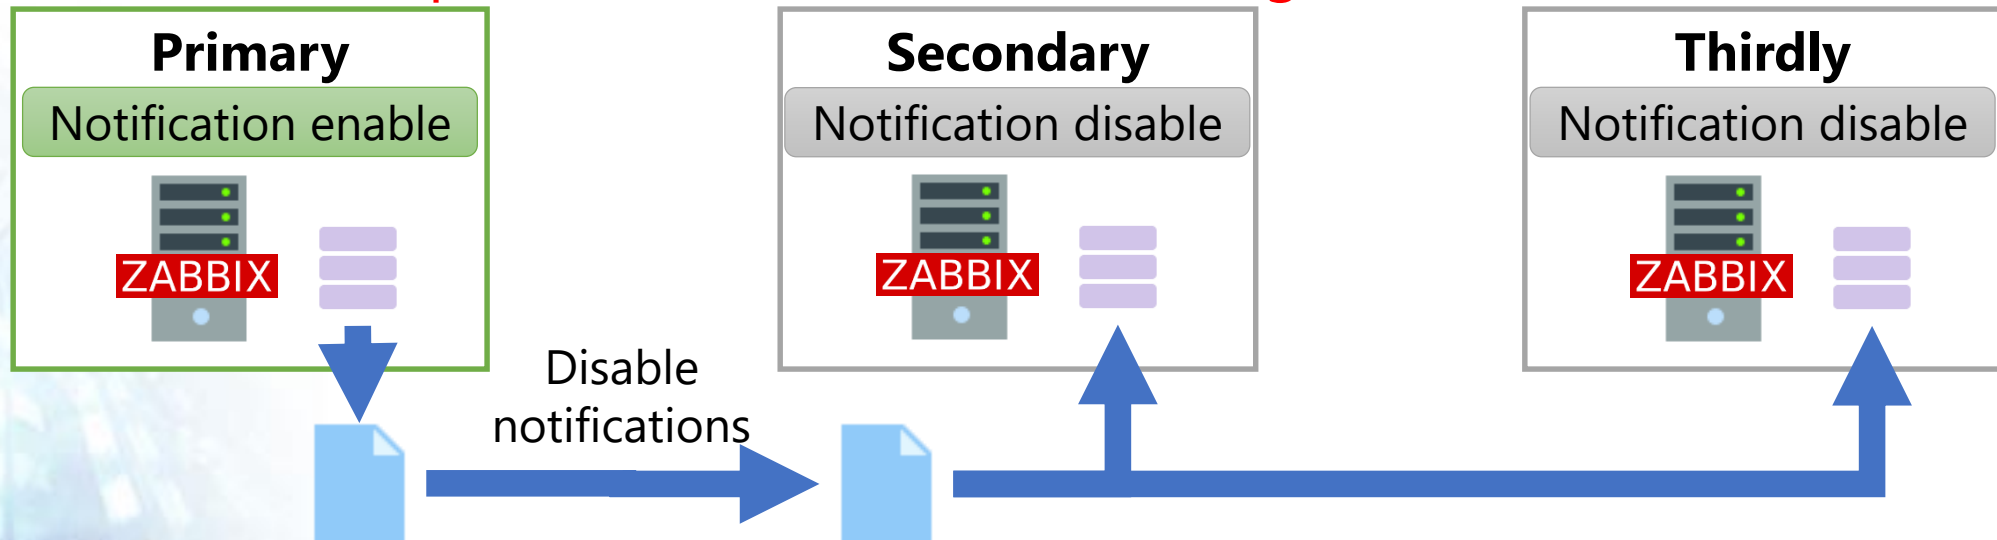 Primary
Notification enable
ZABBIX
Secondary
Notification disable
ZABBIX
Thirdly
Notification disable
ZABBIX
Disable
notifications